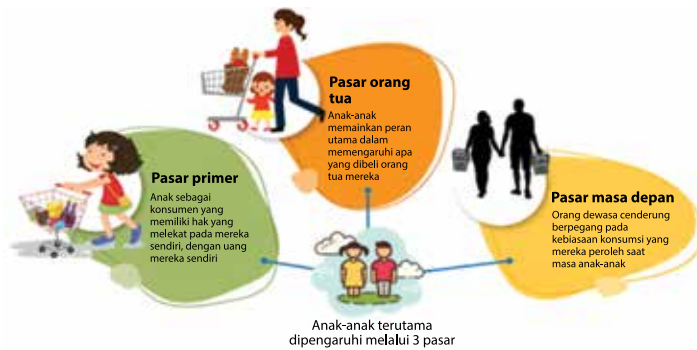 Pasar orang
tua
Anak-anak
memainkan peran
utama dalam
memengaruhi apa
yang dibeli orang
tua mereka
Pasar primer
Anak sebagai
konsumen yang
memiliki hak yang
melekat pada mereka
sendiri, dengan uang
mereka sendiri
Pasar masa depan
Orang dewasa cenderung
berpegang pada
kebiasaan konsumsi yang
mereka peroleh saat
masa anak-anak
Anak-anak terutama
dipengaruhi melalui 3 pasar